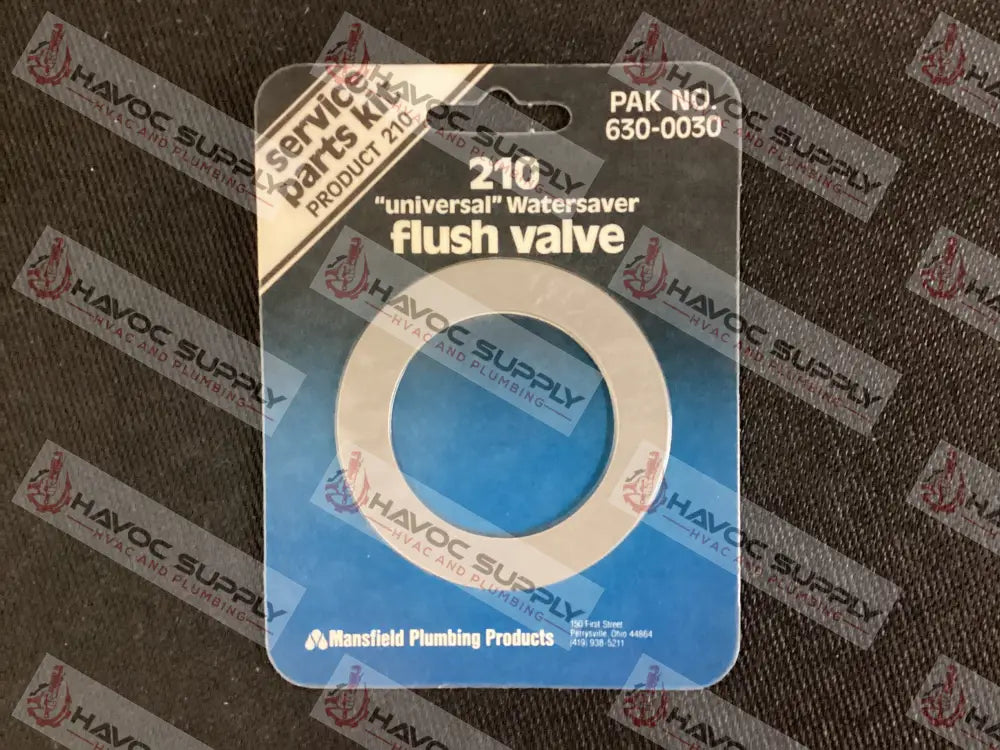 service
parts kit
PRODUCT 210
PAK NO.
630-0030
210
"universal" Watersaver
flush valve
Mansfield Plumbing Products
150 First Street
Perrysville, Ohio 44864
(419) 938-5211
HAVOC SUPPLY
HVAC AND PLUMBING